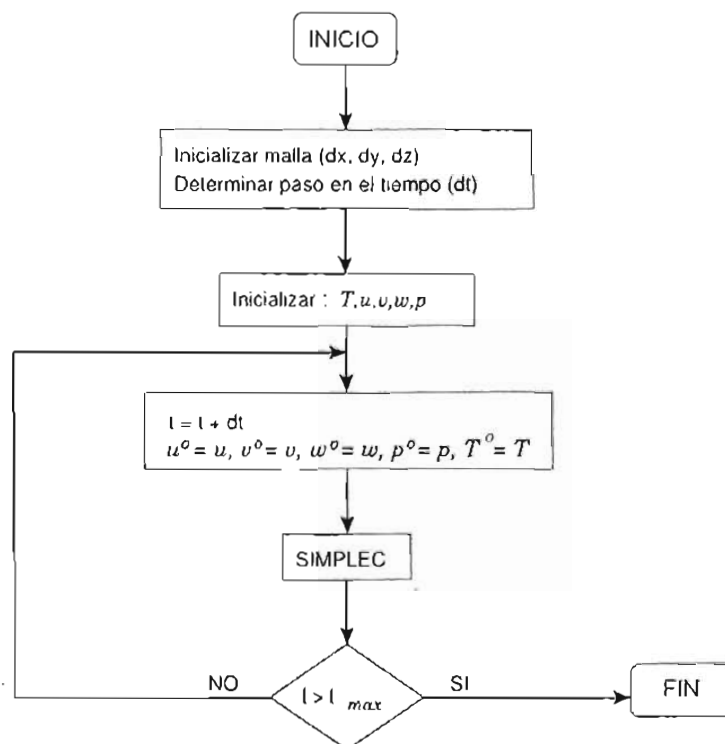 INICIO
Inicializar malla (dx, dy, dz)
Determinar paso en el tiempo (dt)
Inicializar : T,u,v,w,p
t = t + dt
u° = u, v° = v, w° = w, p° = p, T° = T
SIMPLEC
NO
t > t max
SI
FIN